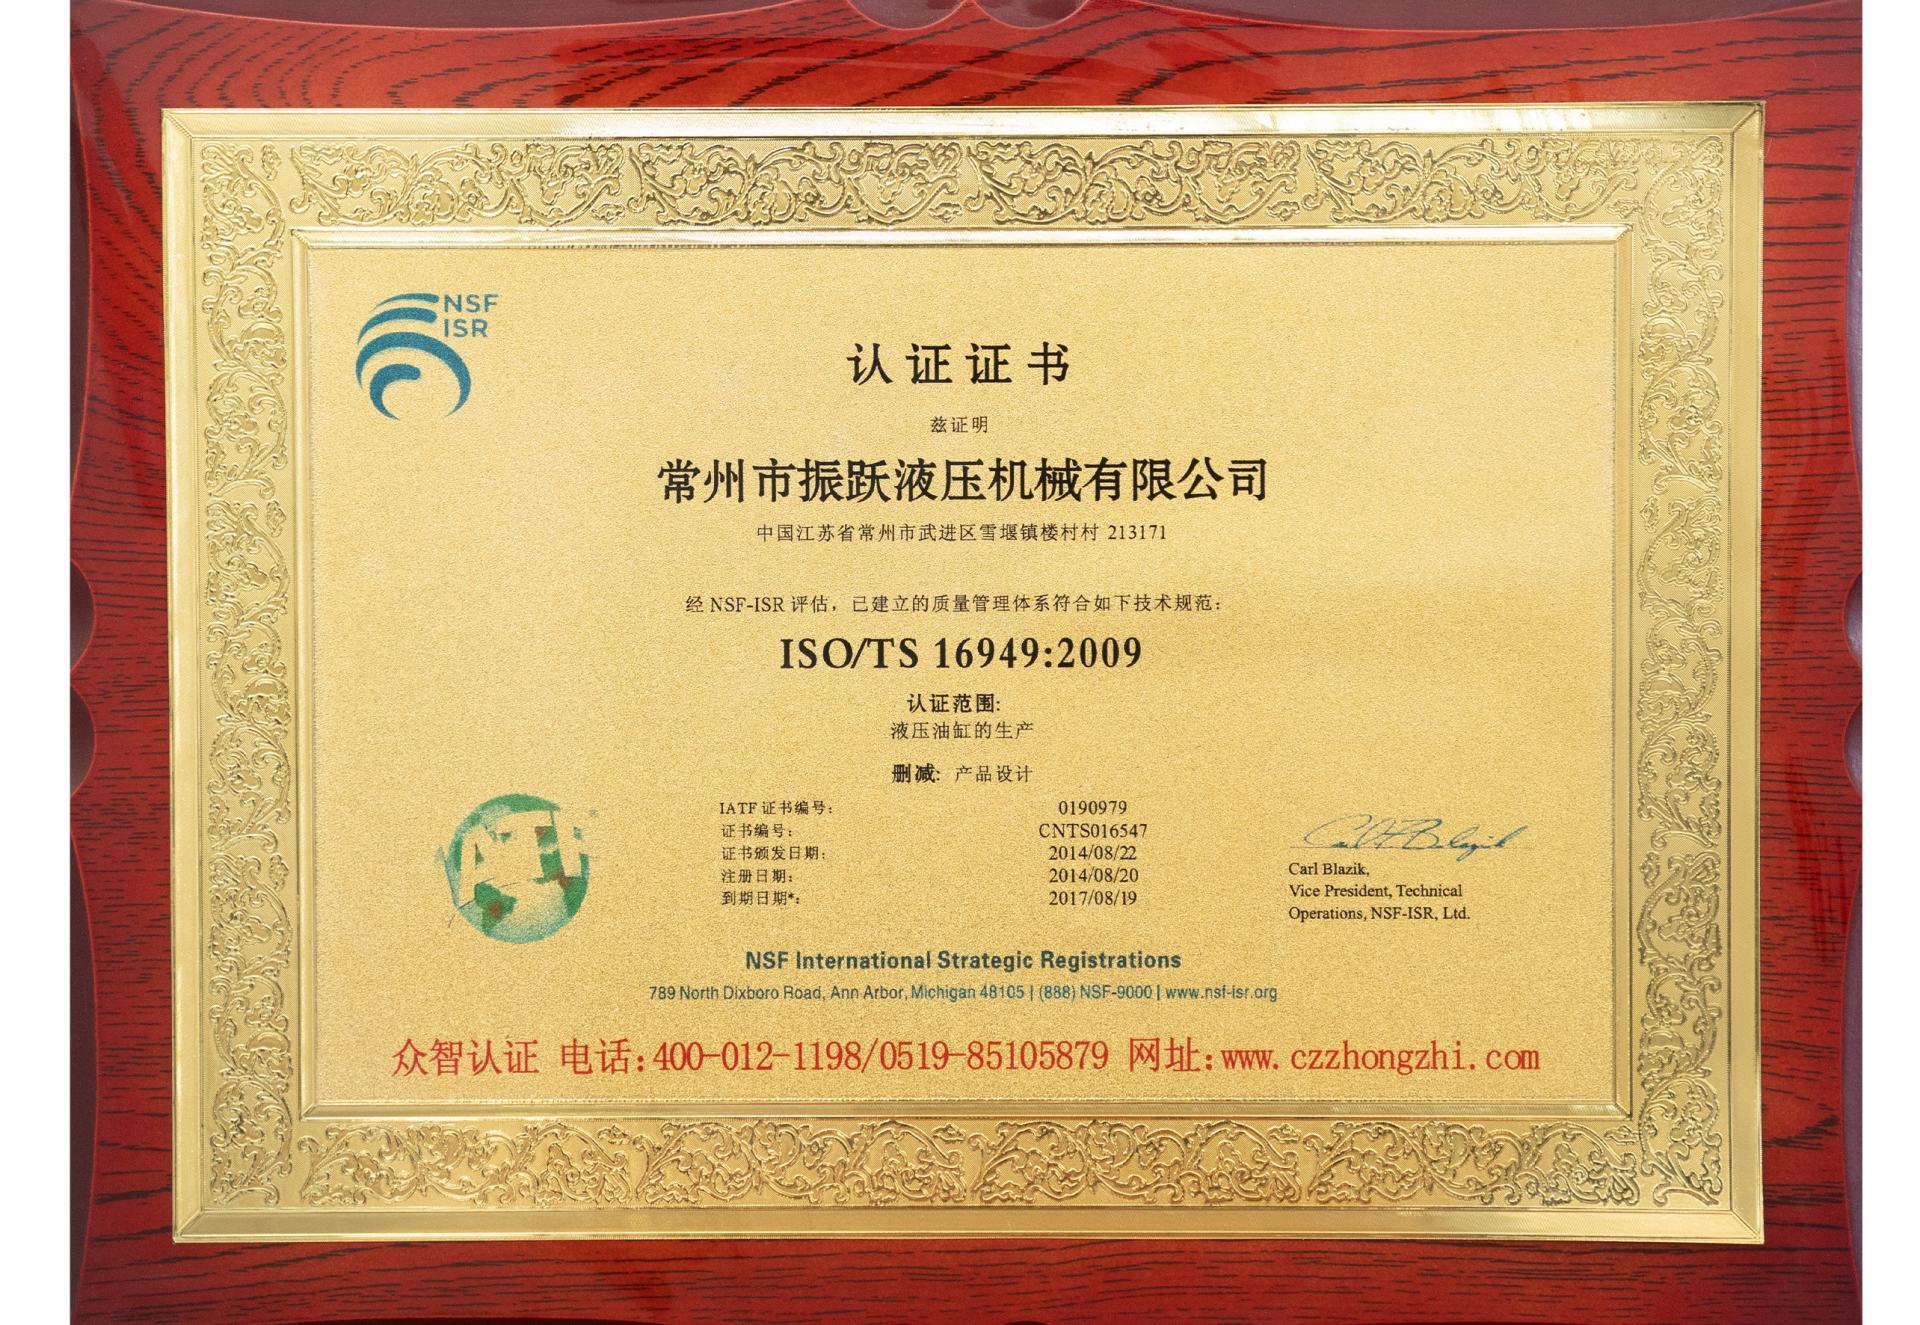 NSF
ISR
认证证书
兹证明
常州市振跃液压机械有限公司
中国江苏省常州市武进区雪堰镇楼村村 213171
经 NSF-ISR 评估，已建立的质量管理体系符合如下技术规范：
ISO/TS 16949:2009
认证范围:
液压油缸的生产
删减: 产品设计
IATF 证书编号: 0190979
证书编号: CNTS016547
证书颁发日期: 2014/08/22
注册日期: 2014/08/20
到期日期*: 2017/08/19
IATF
Carl Blazik,
Vice President, Technical
Operations, NSF-ISR, Ltd.
NSF International Strategic Registrations
789 North Dixboro Road, Ann Arbor, Michigan 48105 | (888) NSF-9000 | www.nsf-isr.org
众智认证 电话:400-012-1198/0519-85105879 网址:www.czzhongzhi.com